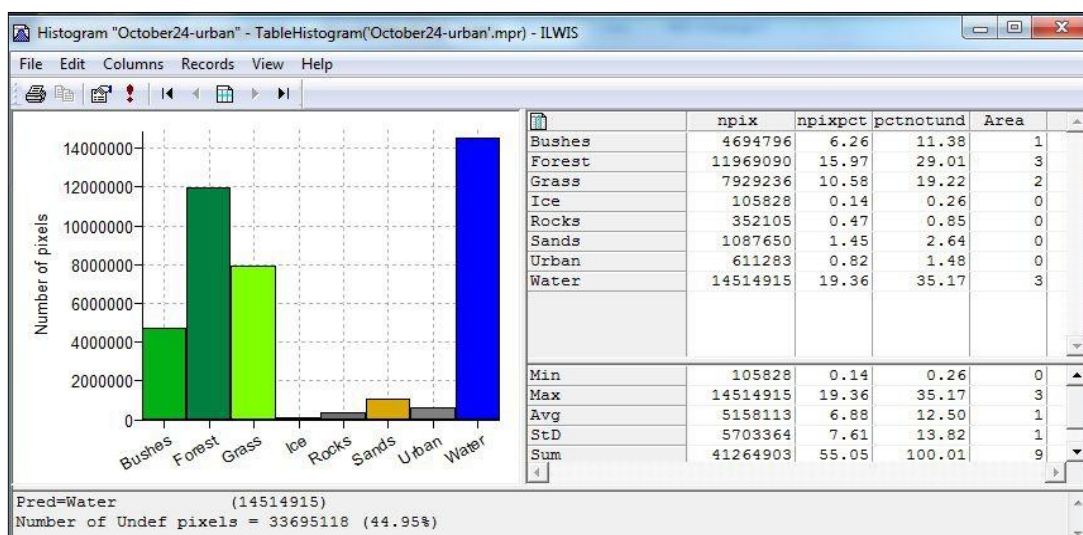 Histogram "October24-urban" - TableHistogram('October24-urban'.mpr) - ILWIS
File Edit Columns Records View Help
14000000
12000000
10000000
8000000
6000000
4000000
2000000
0
Number of pixels
Bushes Forest Grass Ice Rocks Sands Urban Water
npix npixpct pctnotund Area
Bushes 4694796 6.26 11.38 1
Forest 11969090 15.97 29.01 3
Grass 7929236 10.58 19.22 2
Ice 105828 0.14 0.26 0
Rocks 352105 0.47 0.85 0
Sands 1087650 1.45 2.64 0
Urban 611283 0.82 1.48 0
Water 14514915 19.36 35.17 3
Min 105828 0.14 0.26 0
Max 14514915 19.36 35.17 3
Avg 5158113 6.88 12.50 1
StD 5703364 7.61 13.82 1
Sum 41264903 55.05 100.01 9
Pred=Water (14514915)
Number of Undef pixels = 33695118 (44.95%)